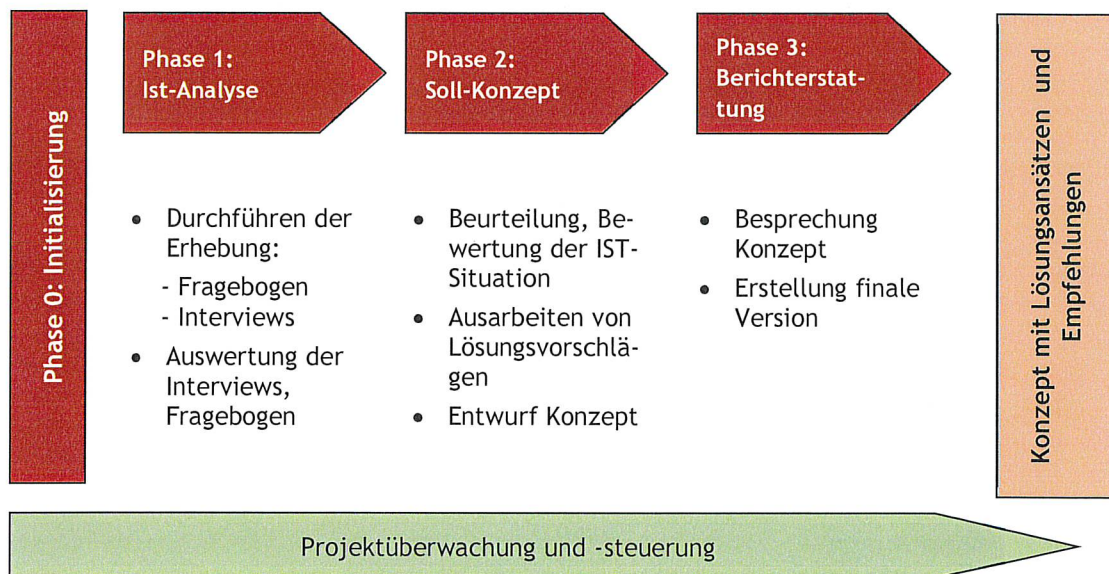 Phase 0: Initialisierung
Phase 1:
Ist-Analyse
• Durchführen der
Erhebung:
- Fragebogen
- Interviews
• Auswertung der
Interviews,
Fragebogen
Phase 2:
Soll-Konzept
• Beurteilung, Be-
wertung der IST-
Situation
• Ausarbeiten von
Lösungsvorschlä-
gen
• Entwurf Konzept
Phase 3:
Berichterstat-
tung
• Besprechung
Konzept
• Erstellung finale
Version
Konzept mit Lösungsansätzen und
Empfehlungen
Projektüberwachung und -steuerung